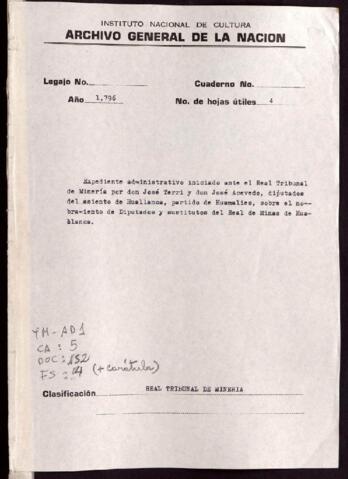 INSTITUTO NACIONAL DE CULTURA
ARCHIVO GENERAL DE LA NACION
Legajo No. Cuaderno No.
Año 1,796 No. de hojas útiles 4
Expediente administrativo iniciado ante el Real Tribunal
de Minería por don José Terri y don José Acevedo, diputados
del asiento de Huallanca, partido de Huamalíes, sobre el nom-
bramiento de Diputados y sustitutos del Real de Minas de Hua-
llanca.
TM-AD1
CA: 5
DOC: 152
FS: 04 (+ carátula)
Clasificación REAL TRIBUNAL DE MINERIA